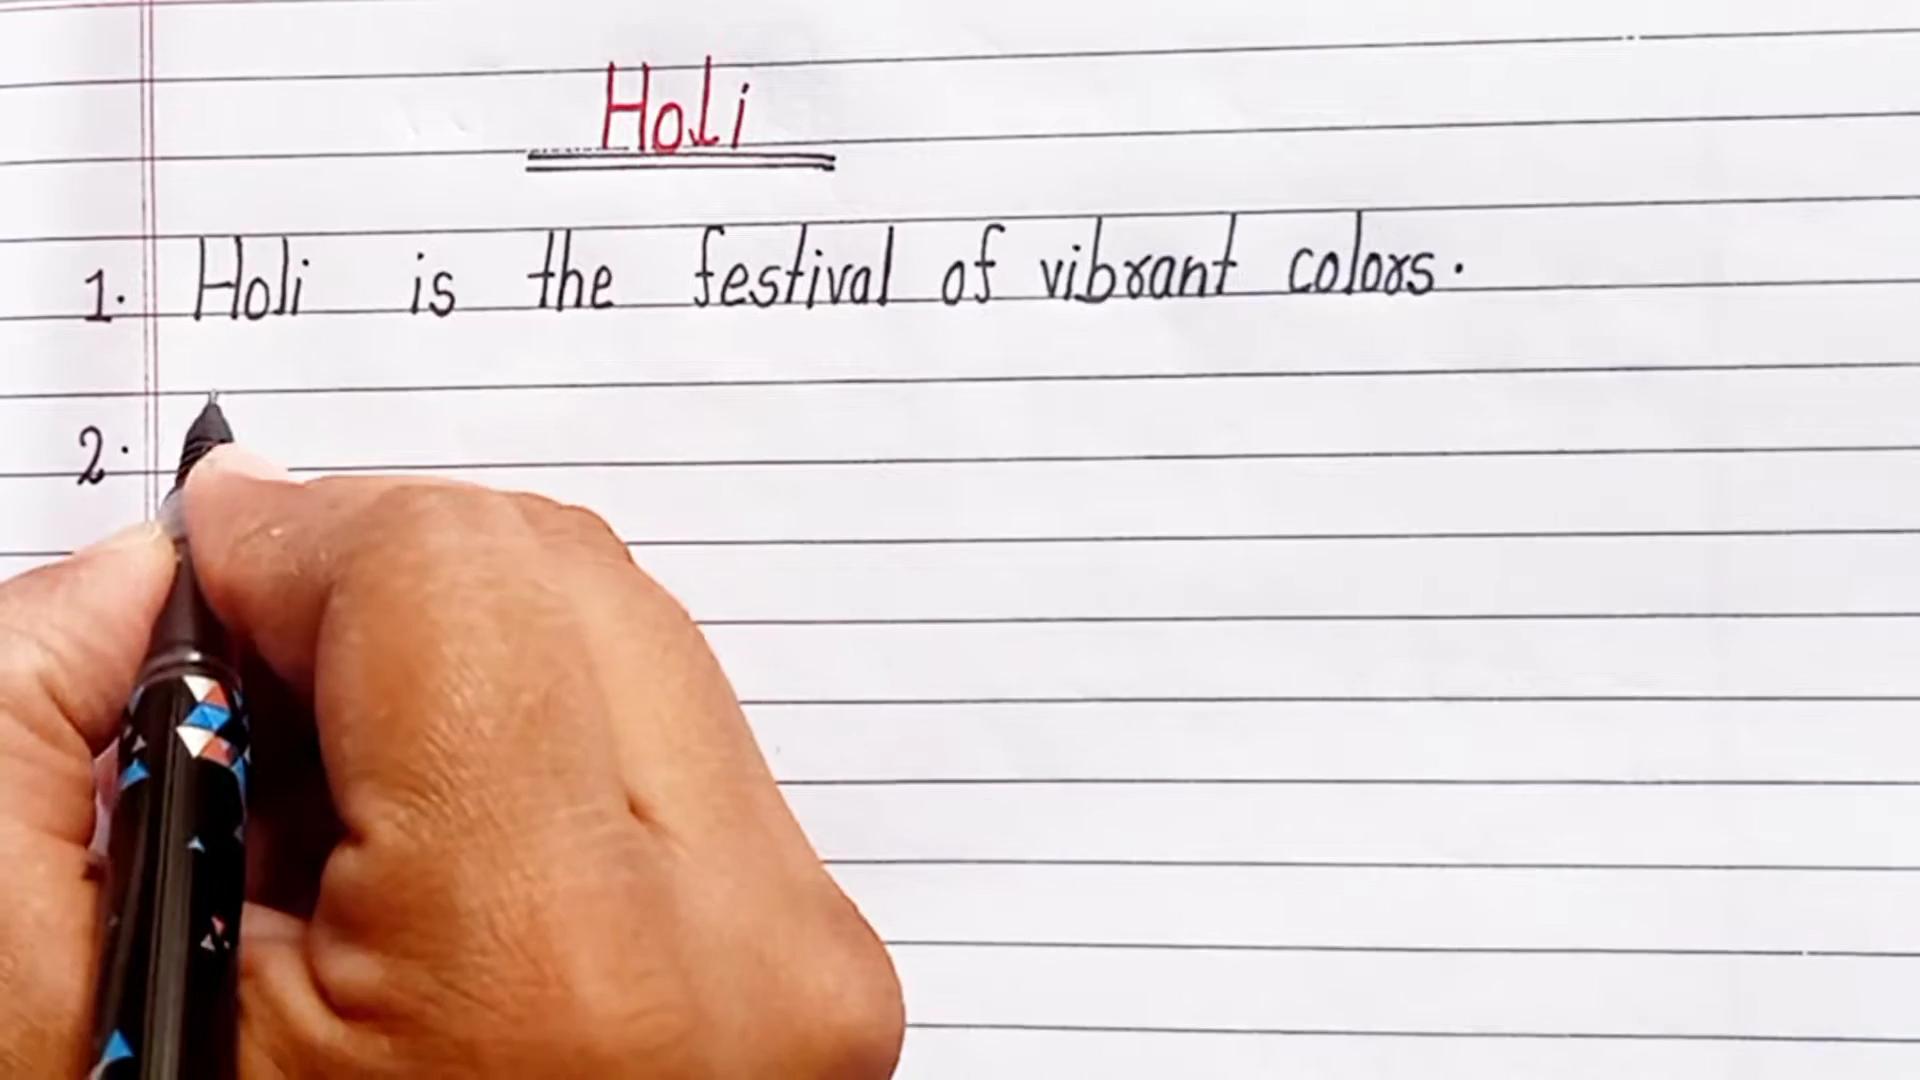 Holi
1. Holi is the festival of vibrant colors.
2.